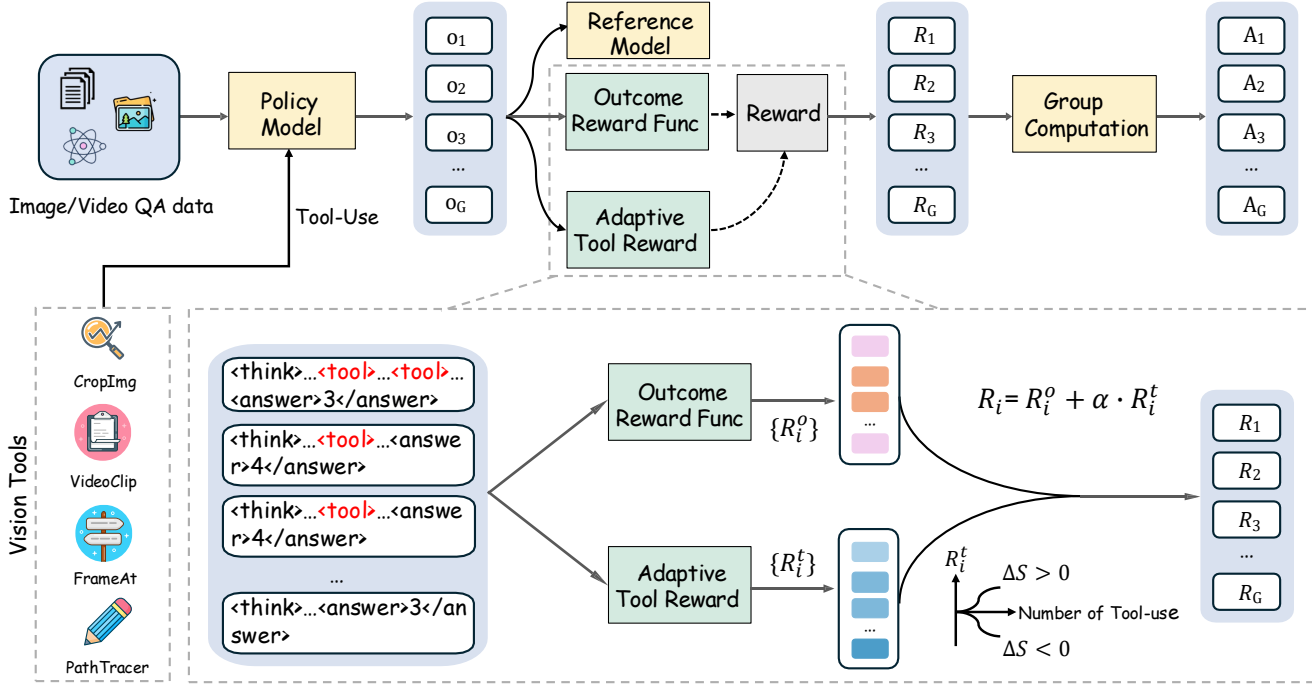 Image/Video QA data
Policy
Model
Tool-Use
o₁
o₂
o₃
...
o_G
Reference
Model
Outcome
Reward Func
Adaptive
Tool Reward
Reward
R₁
R₂
R₃
...
R_G
Group
Computation
A₁
A₂
A₃
...
A_G
Vision Tools
CropImg
VideoClip
FrameAt
PathTracer
<think>...<tool>...<tool>...
<answer>3</answer>
<think>...<tool>...<answe
r>4</answer>
<think>...<tool>...<answe
r>4</answer>
...
<think>...<answer>3</an
swer>
Outcome
Reward Func
{R_i^o}
Adaptive
Tool Reward
{R_i^t}
...
...
R_i = R_i^o + α · R_i^t
R_i^t
ΔS > 0
Number of Tool-use
ΔS < 0
R₁
R₂
R₃
...
R_G